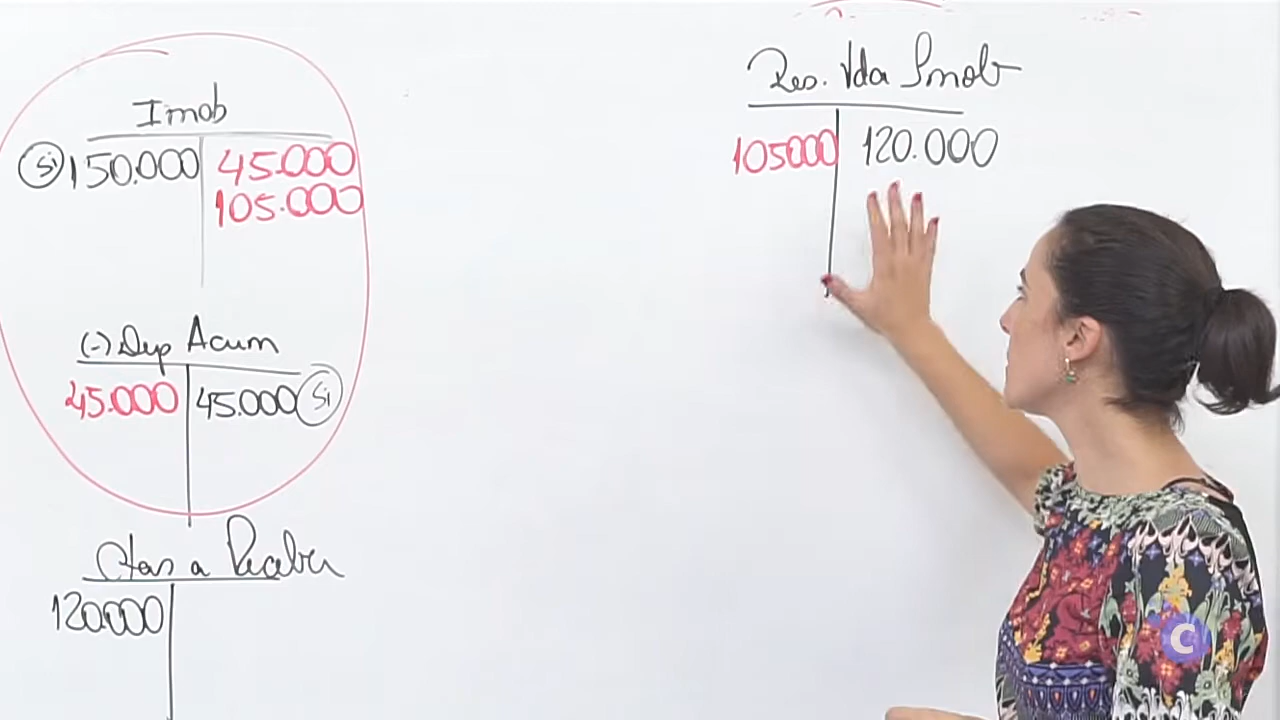 Imob
Si 150.000 45.000
105.000
(-) Dep Acum
45.000 45.000 Si
Ctas a Receber
120.000
Res. Vda Imob
105000 120.000
C